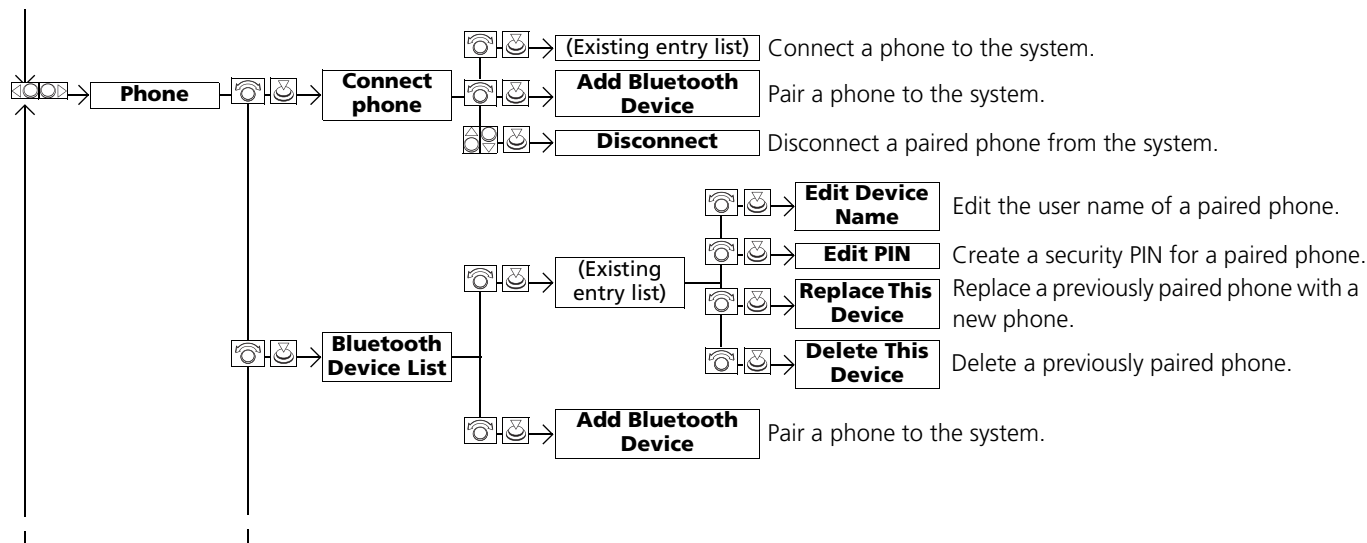 (Existing entry list) Connect a phone to the system.
Phone
Connect
phone
Add Bluetooth
Device
Pair a phone to the system.
Disconnect
Disconnect a paired phone from the system.
Edit Device
Name
Edit the user name of a paired phone.
(Existing
entry list)
Edit PIN
Create a security PIN for a paired phone.
Replace This
Device
Replace a previously paired phone with a
new phone.
Bluetooth
Device List
Delete This
Device
Delete a previously paired phone.
Add Bluetooth
Device
Pair a phone to the system.